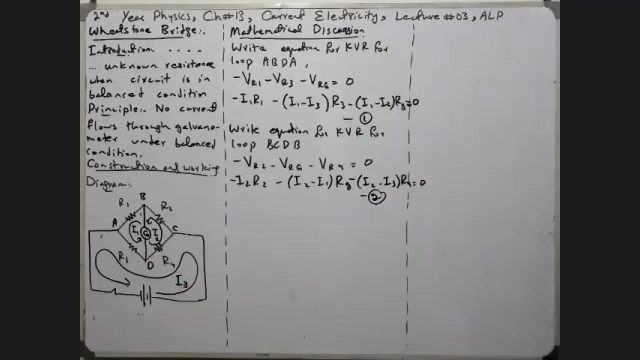 2nd Year Physics, Ch#13, Current Electricity, Lecture #03, ALP
Wheatstone Bridge:-
Introduction . . . .
... unknown resistance
when circuit is in
balanced condition
Principle:- No current
flows through galvano-
meter under balanced
condition.
Construction and working
Diagram:
B
R1 R2
A C
I1 G I2
R3 R4
D
I3
Mathematical Discussion
Write equation for KVR for
loop ABDA,
-VR1 - VR3 - VRg = 0
-I1R1 - (I1-I3)R3 - (I1-I2)Rg = 0
- 1
Write equation for KVR for
loop BCDB
-VR2 - VRg - VR4 = 0
-I2R2 - (I2-I1)Rg - (I2-I3)R4 = 0
- 2